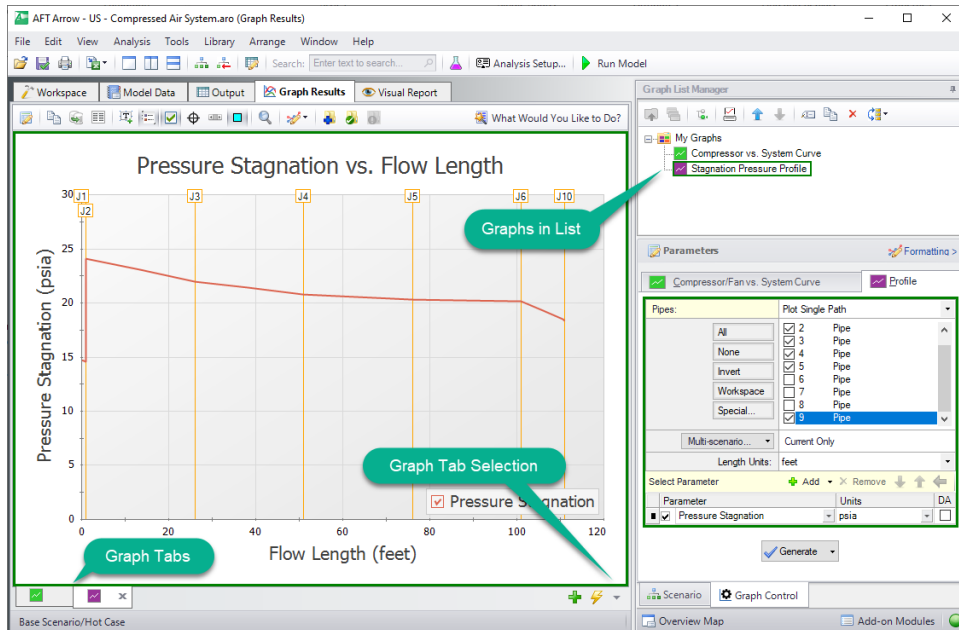 AFT Arrow - US - Compressed Air System.aro (Graph Results)
File Edit View Analysis Tools Library Arrange Window Help
Search: Enter text to search... Analysis Setup... Run Model
Workspace Model Data Output Graph Results Visual Report
What Would You Like to Do?
Pressure Stagnation vs. Flow Length
J1 J3 J4 J5 J6 J10
J2
30
25
20
15
10
5
0
Pressure Stagnation (psia)
0 20 40 60 80 100 120
Flow Length (feet)
Pressure Stagnation
Graph Tab Selection
Graph Tabs
Base Scenario/Hot Case
Graph List Manager
My Graphs
Compressor vs. System Curve
Stagnation Pressure Profile
Graphs in List
Parameters Formatting >
Compressor/Fan vs. System Curve Profile
Pipes: Plot Single Path
All
None
Invert
Workspace
Special...
2 Pipe
3 Pipe
4 Pipe
5 Pipe
6 Pipe
7 Pipe
8 Pipe
9 Pipe
Multi-scenario... Current Only
Length Units: feet
Select Parameter Add Remove
Parameter Units DA
Pressure Stagnation psia
Generate
Scenario Graph Control
Overview Map Add-on Modules